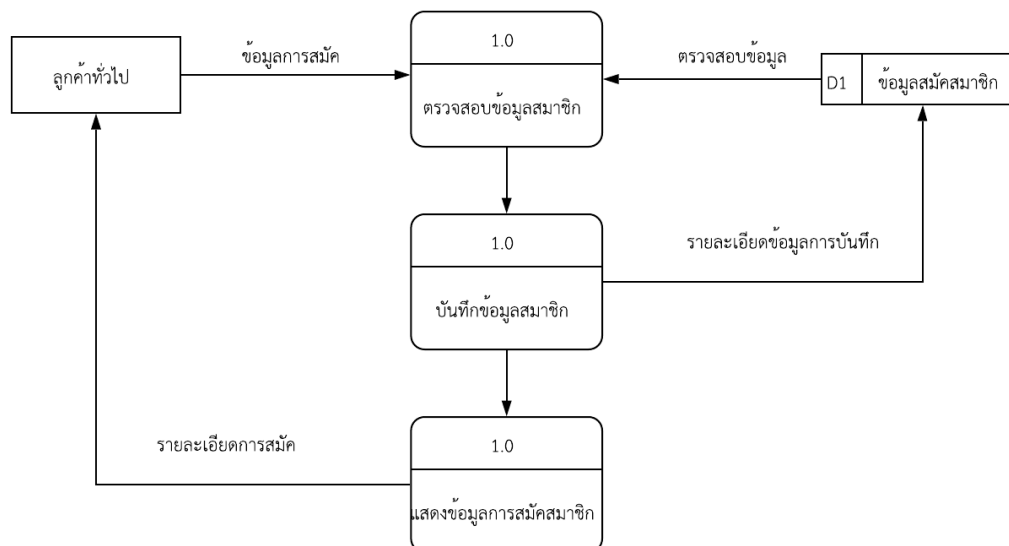 1.0
ข้อมูลการสมัค
ตรวจสอบข้อมูล
ลูกค้าทั่วไป
D1 ข้อมูลสมัคสมาชิก
ตรวจสอบข้อมูลสมาชิก
1.0
รายละเอียดข้อมูลการบันทึก
บันทึกข้อมูลสมาชิก
1.0
รายละเอียดการสมัค
แสดงข้อมูลการสมัคสมาชิก